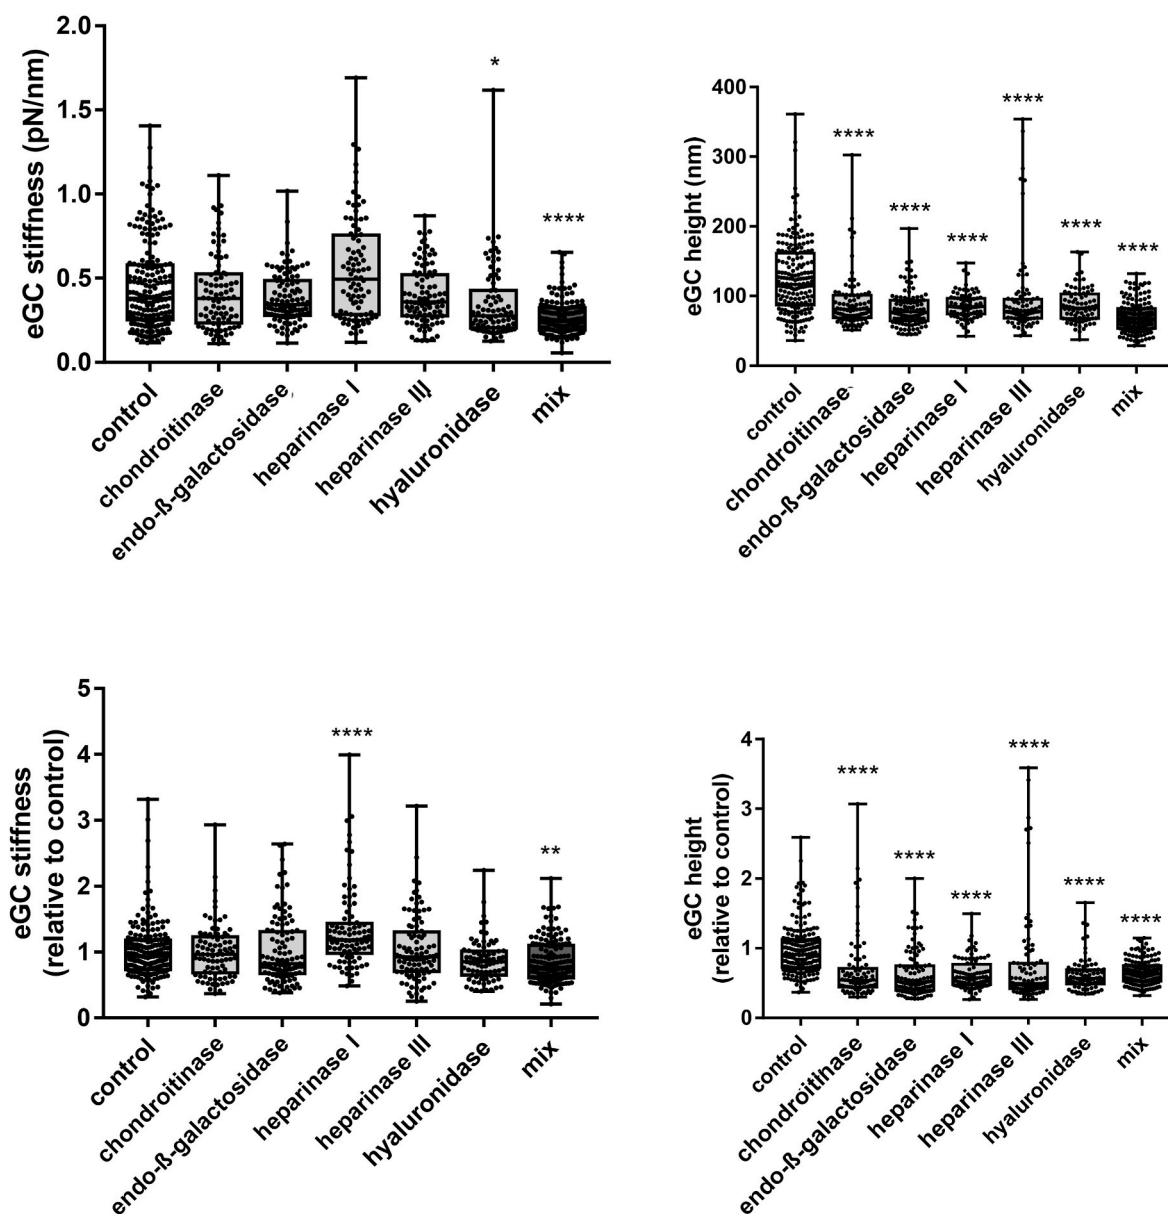 eGC stiffness (pN/nm)
2.0
1.5
1.0
0.5
0.0
*
****
control
chondroitinase
endo-ß-galactosidase
heparinase I
heparinase III
hyaluronidase
mix
eGC height (nm)
400
300
200
100
0
****
****
****
****
****
****
control
chondroitinase
endo-ß-galactosidase
heparinase I
heparinase III
hyaluronidase
mix
eGC stiffness
(relative to control)
5
4
3
2
1
0
****
**
control
chondroitinase
endo-ß-galactosidase
heparinase I
heparinase III
hyaluronidase
mix
eGC height
(relative to control)
4
3
2
1
0
****
****
****
****
****
****
control
chondroitinase
endo-ß-galactosidase
heparinase I
heparinase III
hyaluronidase
mix